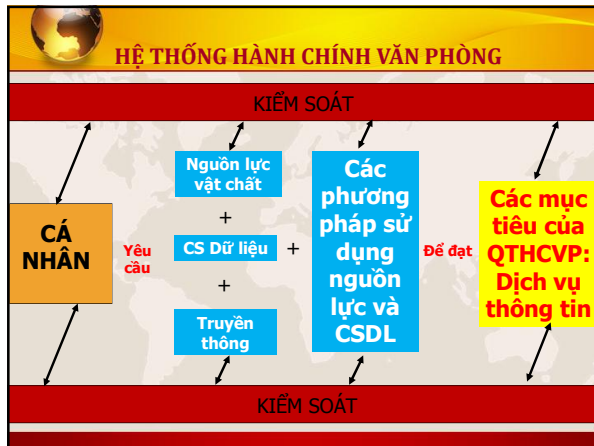 HỆ THỐNG HÀNH CHÍNH VĂN PHÒNG
KIỂM SOÁT
CÁ
NHÂN
Yêu
cầu
Nguồn lực
vật chất
+
CS Dữ liệu
+
Truyền
thông
+
Các
phương
pháp sử
dụng
nguồn
lực và
CSDL
Để đạt
Các mục
tiêu của
QTHCVP:
Dịch vụ
thông tin
KIỂM SOÁT